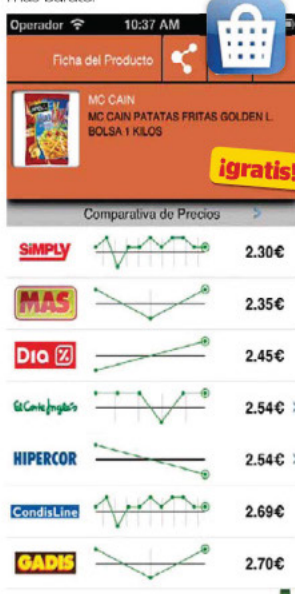 más barato.
Operador 10:37 AM
Ficha del Producto
MC CAIN
MC CAIN PATATAS FRITAS GOLDEN L.
BOLSA 1 KILOS
¡gratis!
Comparativa de Precios
SiMPLY 2.30€
MAS 2.35€
Dia % 2.45€
El Corte Inglés 2.54€
HIPERCOR 2.54€
CondisLine 2.69€
GADIS 2.70€